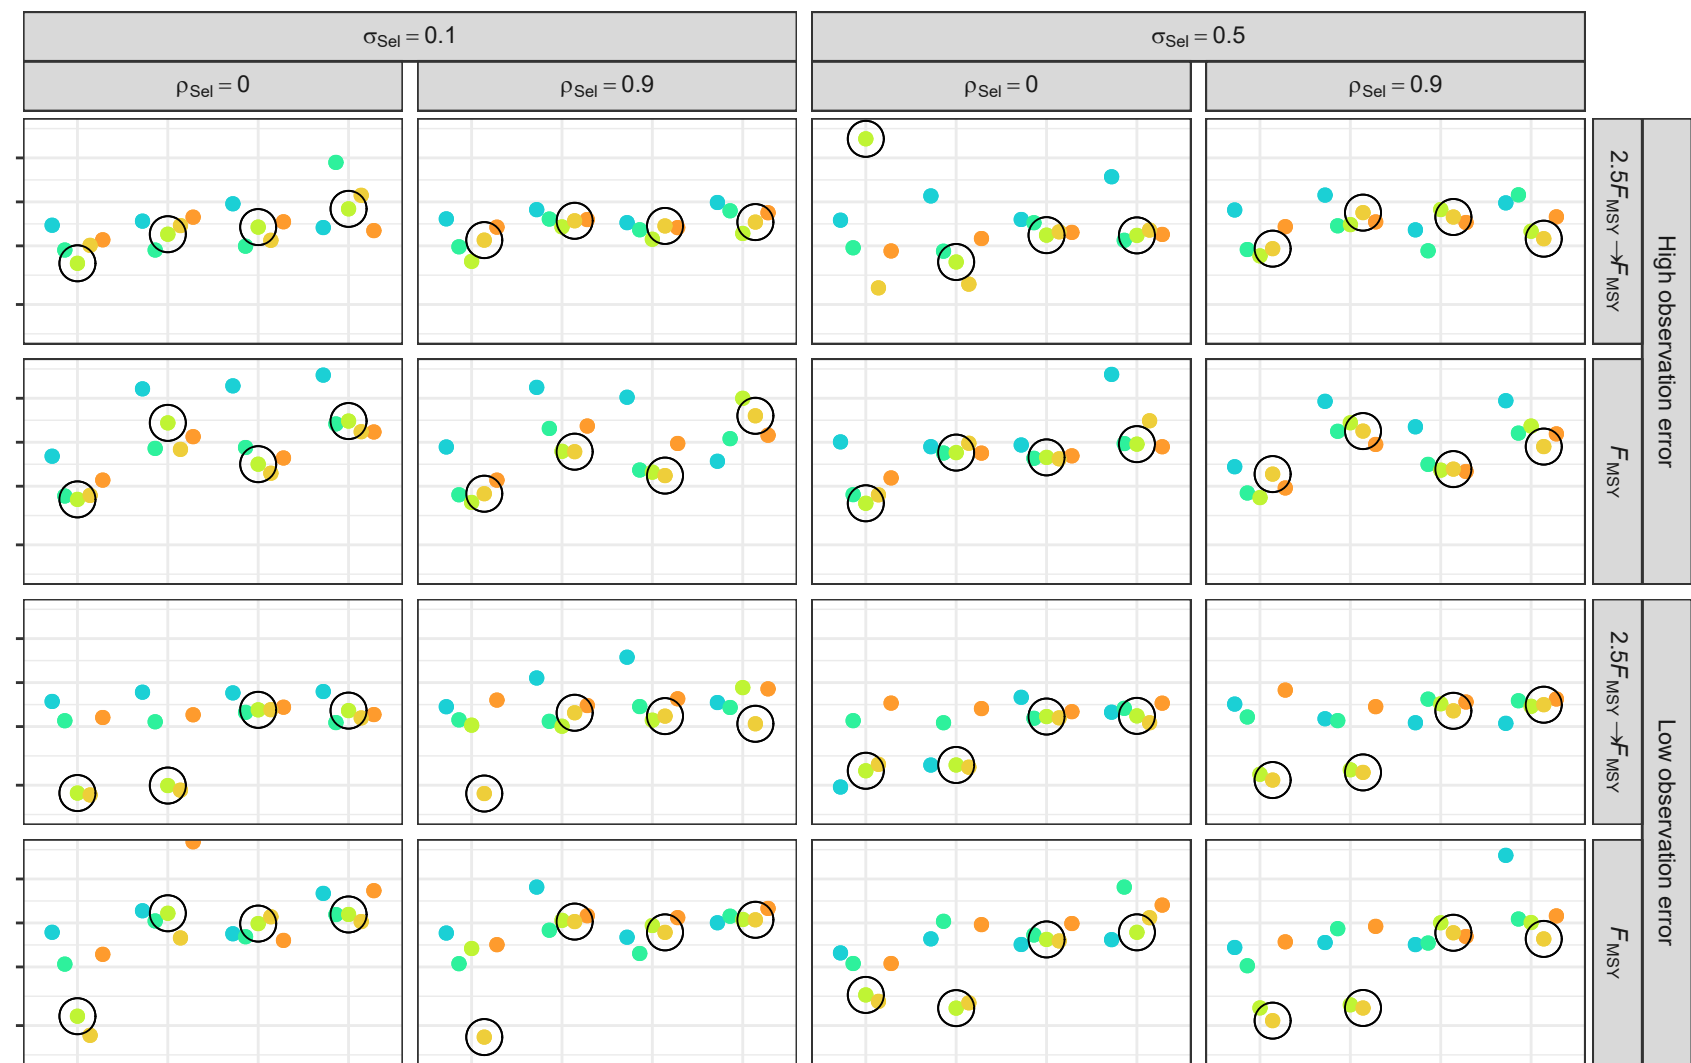 σSel = 0.1
σSel = 0.5
ρSel = 0
ρSel = 0.9
ρSel = 0
ρSel = 0.9
2.5FMSY→FMSY
FMSY
2.5FMSY→FMSY
FMSY
High observation error
Low observation error